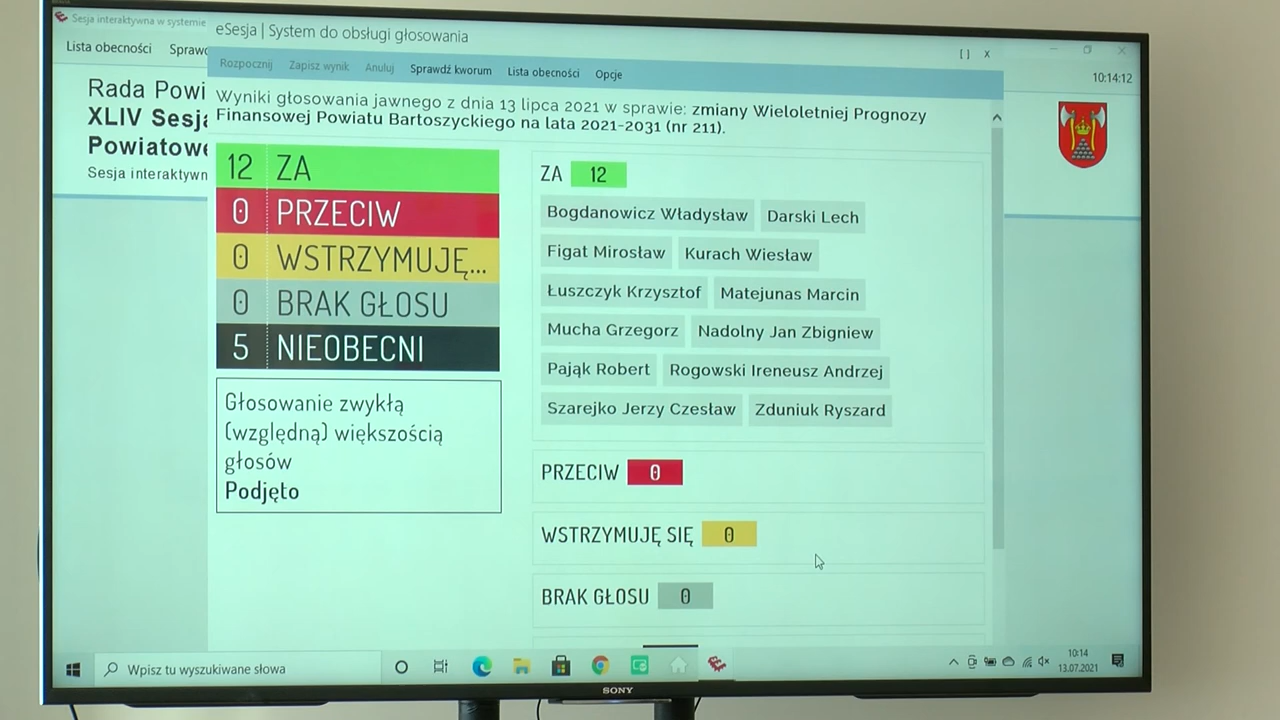 Sesja interaktywna w systemie
eSesja | System do obsługi głosowania
[ ] x
Lista obecności Sprawd
Rozpocznij Zapisz wynik Anuluj Sprawdź kworum Lista obecności Opcje
10:14:12
Rada Powi
XLIV Sesja
Powiatowe
Sesja interaktywn
Wyniki głosowania jawnego z dnia 13 lipca 2021 w sprawie: zmiany Wieloletniej Prognozy
Finansowej Powiatu Bartoszyckiego na lata 2021-2031 (nr 211).
12 ZA
0 PRZECIW
0 WSTRZYMUJĘ...
0 BRAK GŁOSU
5 NIEOBECNI
Głosowanie zwykłą
(względną) większością
głosów
Podjęto
ZA 12
Bogdanowicz Władysław Darski Lech
Figat Mirosław Kurach Wiesław
Łuszczyk Krzysztof Matejunas Marcin
Mucha Grzegorz Nadolny Jan Zbigniew
Pająk Robert Rogowski Ireneusz Andrzej
Szarejko Jerzy Czesław Zduniuk Ryszard
PRZECIW 0
WSTRZYMUJĘ SIĘ 0
BRAK GŁOSU 0
Wpisz tu wyszukiwane słowa
10:14
13.07.2021
SONY